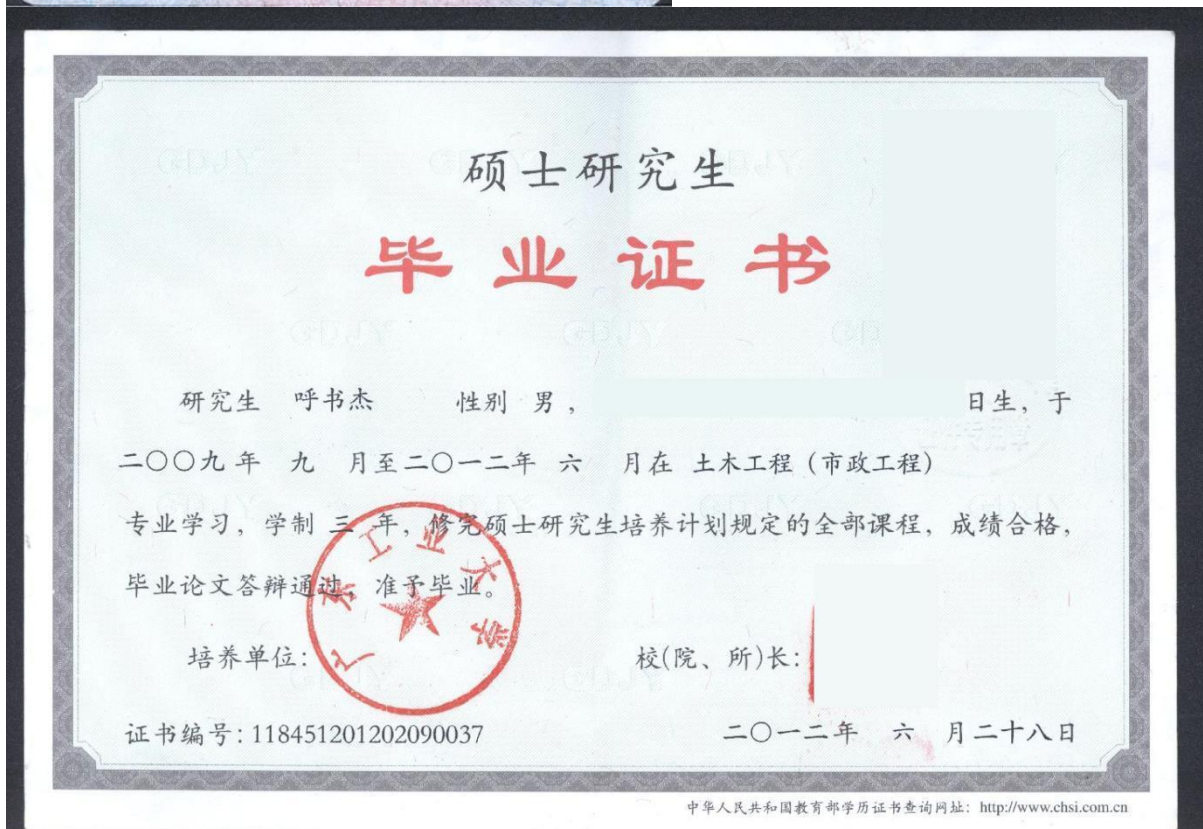 硕士研究生
毕业证书
研究生 呼书杰 性别 男， 日生，于
二〇〇九年 九 月至二〇一二年 六 月在 土木工程（市政工程）
专业学习，学制 三 年，修完硕士研究生培养计划规定的全部课程，成绩合格，
毕业论文答辩通过，准予毕业。
广东工业大学
培养单位： 校(院、所)长：
证书编号：118451201202090037 二〇一二年 六 月二十八日
中华人民共和国教育部学历证书查询网址：http://www.chsi.com.cn